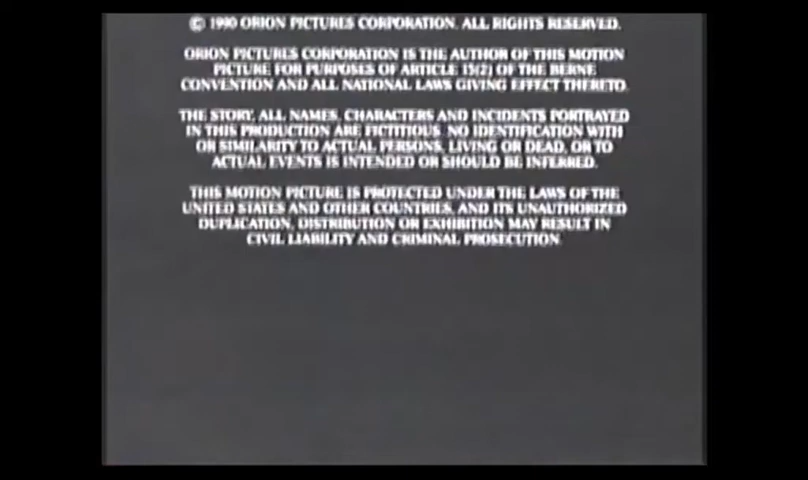 © 1990 ORION PICTURES CORPORATION. ALL RIGHTS RESERVED.
ORION PICTURES CORPORATION IS THE AUTHOR OF THIS MOTION
PICTURE FOR PURPOSES OF ARTICLE 15(2) OF THE BERNE
CONVENTION AND ALL NATIONAL LAWS GIVING EFFECT THERETO.
THE STORY, ALL NAMES, CHARACTERS AND INCIDENTS PORTRAYED
IN THIS PRODUCTION ARE FICTITIOUS. NO IDENTIFICATION WITH
OR SIMILARITY TO ACTUAL PERSONS, LIVING OR DEAD, OR TO
ACTUAL EVENTS IS INTENDED OR SHOULD BE INFERRED.
THIS MOTION PICTURE IS PROTECTED UNDER THE LAWS OF THE
UNITED STATES AND OTHER COUNTRIES, AND ITS UNAUTHORIZED
DUPLICATION, DISTRIBUTION OR EXHIBITION MAY RESULT IN
CIVIL LIABILITY AND CRIMINAL PROSECUTION.